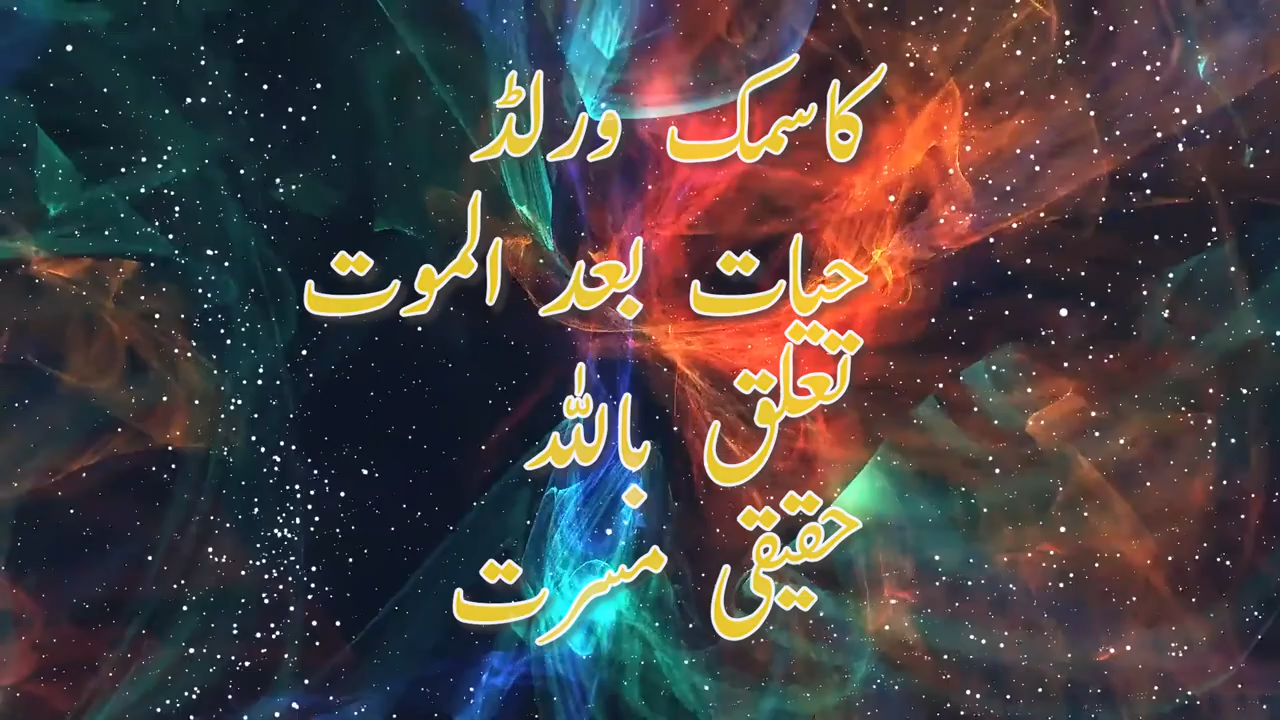 کاسمک ورلڈ
حیات بعد الموت
تعلق باللہ
حقیقی مسرت